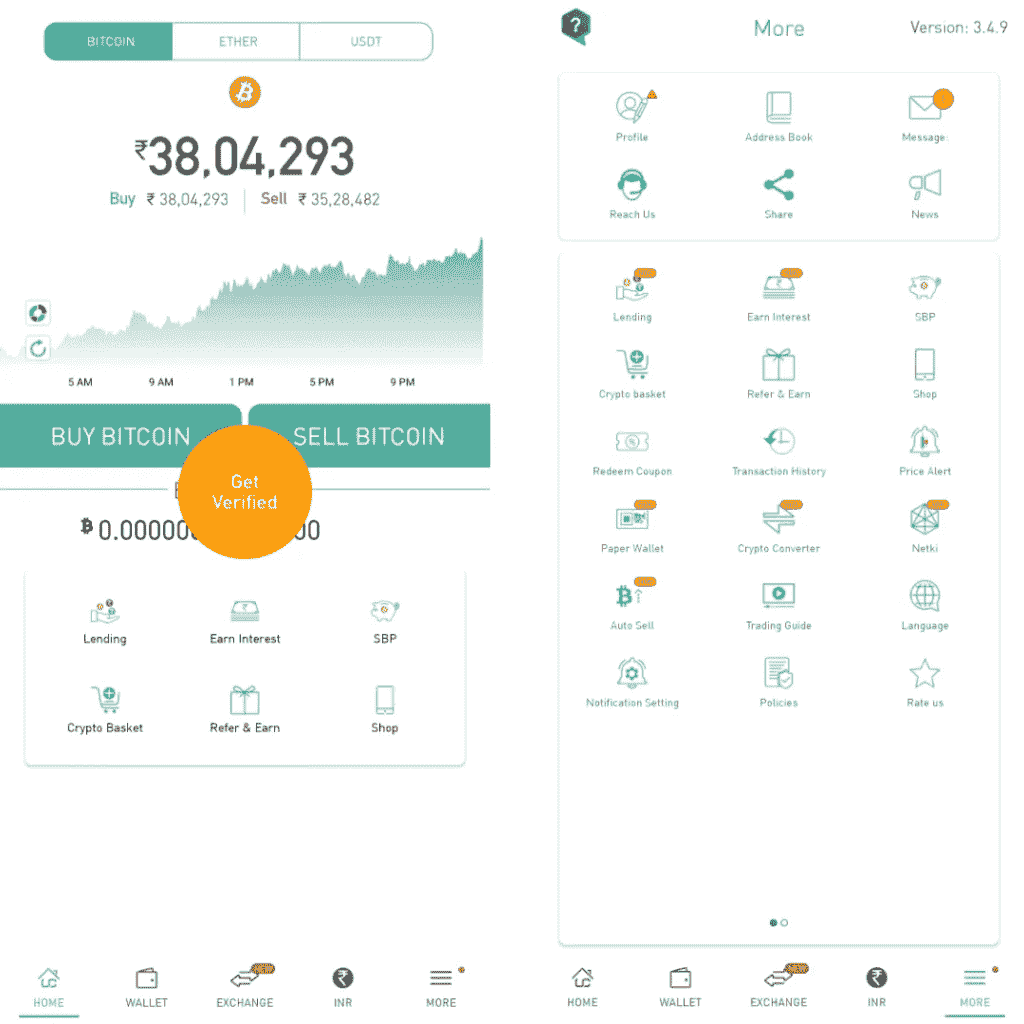 BITCOIN ETHER USDT
₹38,04,293
Buy ₹ 38,04,293 Sell ₹ 35,28,482
5 AM 9 AM 1 PM 5 PM 9 PM
BUY BITCOIN SELL BITCOIN
Get
Verified
Lending Earn Interest SBP
Crypto Basket Refer & Earn Shop
HOME WALLET EXCHANGE INR MORE
More Version: 3.4.9
Profile Address Book Message:
Reach Us Share News
Lending Earn Interest SBP
Crypto basket Refer & Earn Shop
Redeem Coupon Transaction History Price Alert
Paper Wallet Crypto Converter Netki
Auto Sell Trading Guide Language
Notification Setting Policies Rate us
HOME WALLET EXCHANGE INR MORE